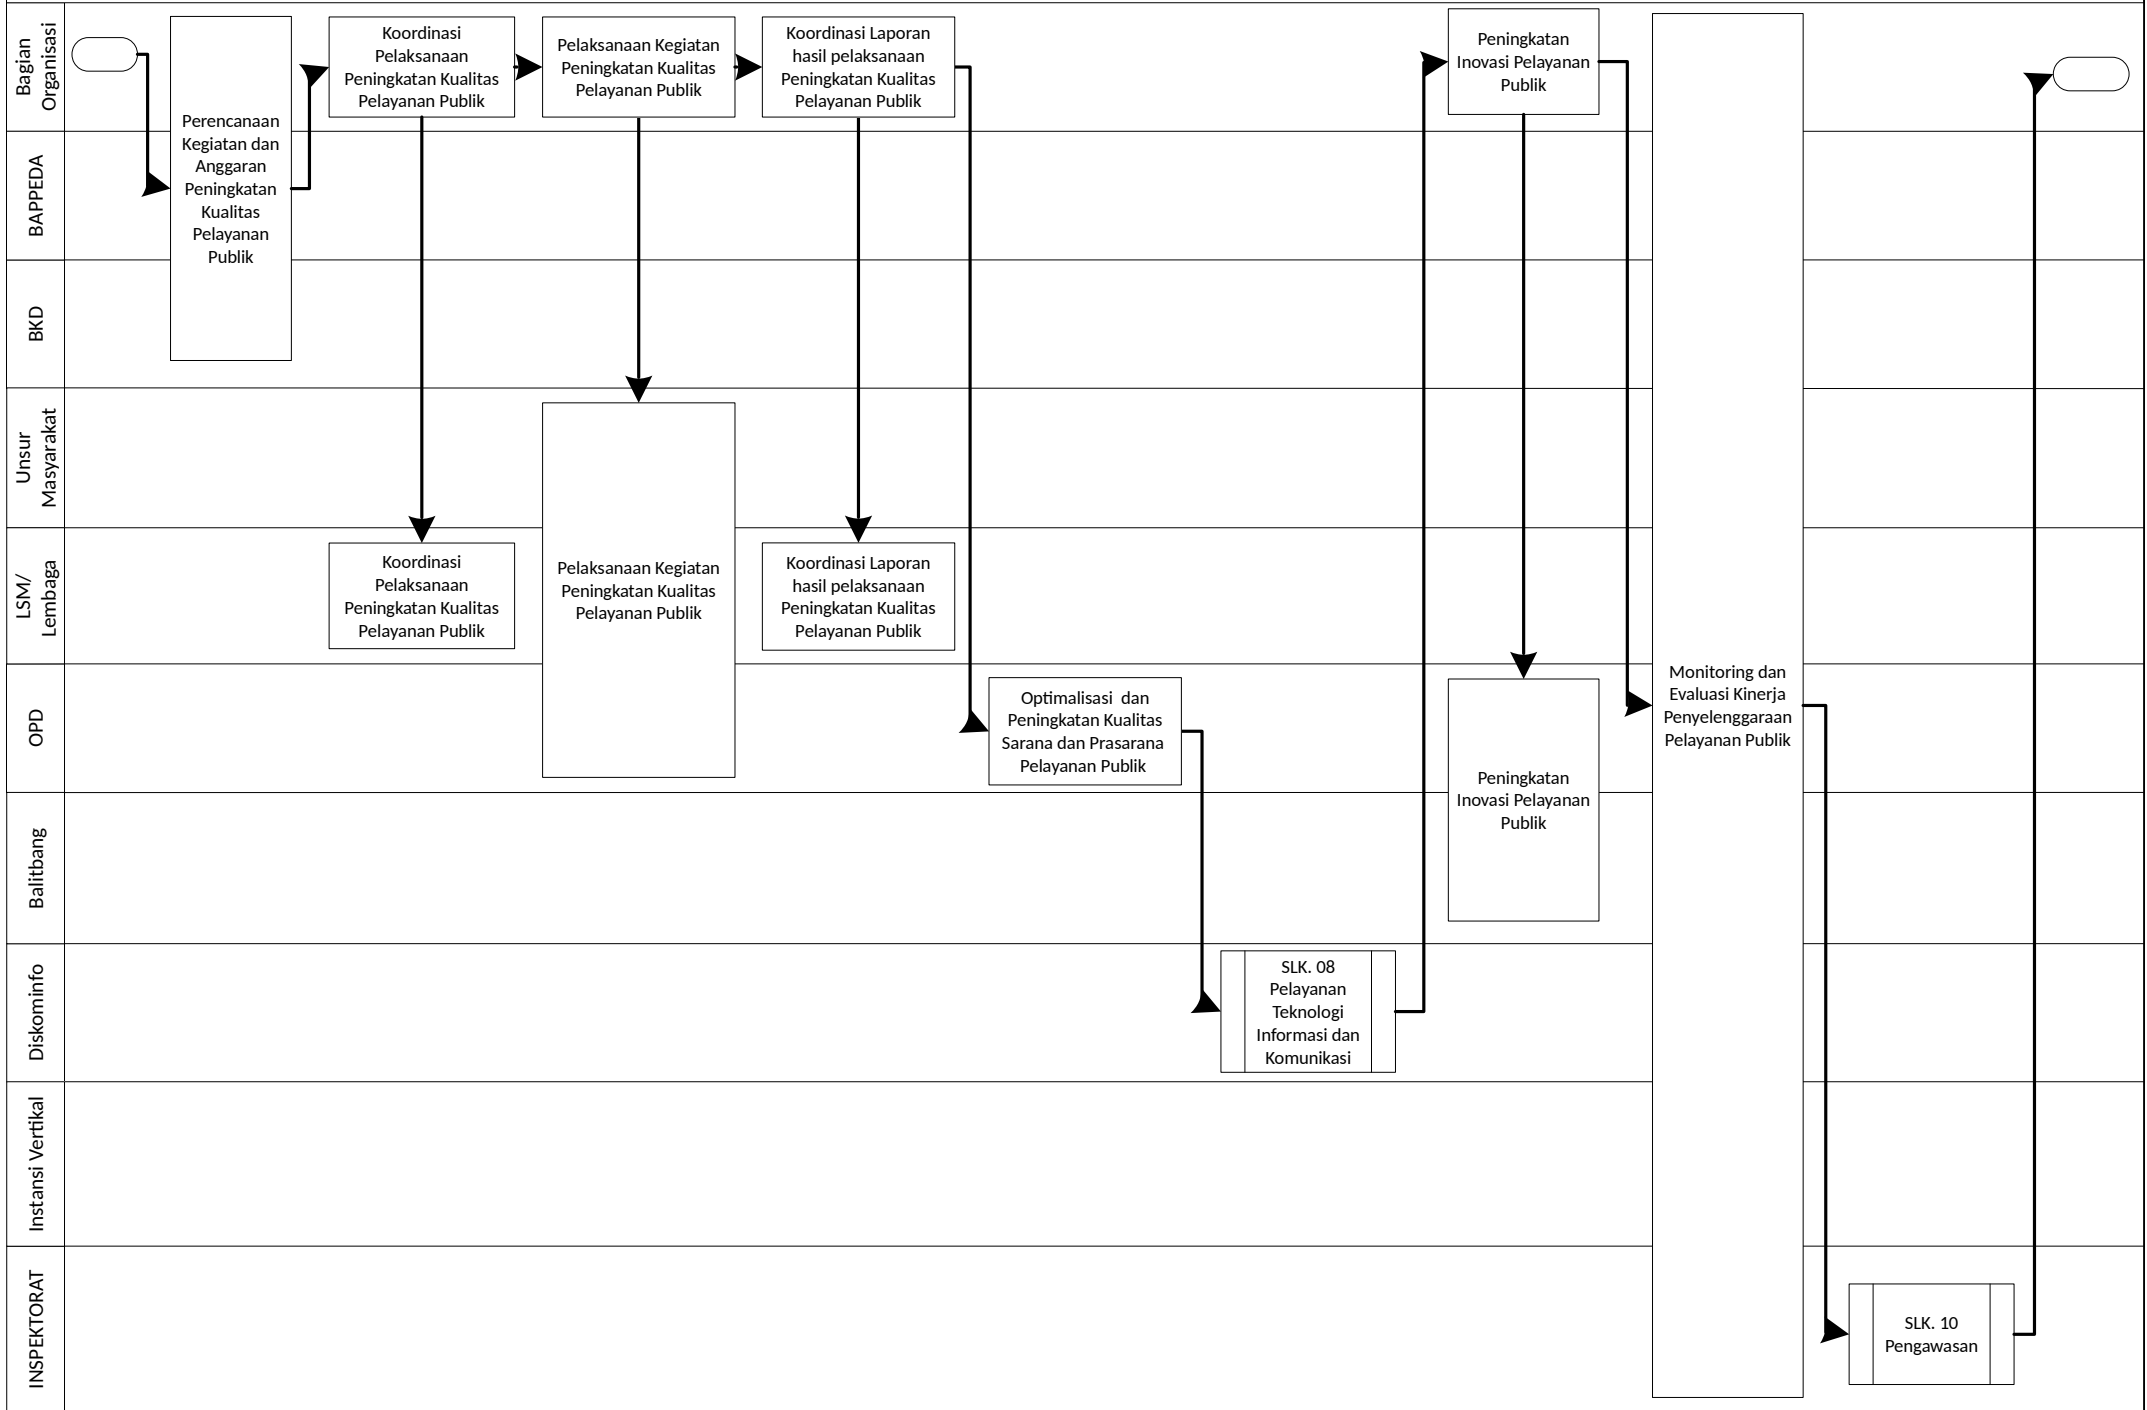 Bagian
Organisasi
BAPPEDA
BKD
Unsur
Masyarakat
LSM/
Lembaga
OPD
Balitbang
Diskominfo
Instansi Vertikal
INSPEKTORAT
Perencanaan
Kegiatan dan
Anggaran
Peningkatan
Kualitas
Pelayanan
Publik
Koordinasi
Pelaksanaan
Peningkatan Kualitas
Pelayanan Publik
Pelaksanaan Kegiatan
Peningkatan Kualitas
Pelayanan Publik
Koordinasi Laporan
hasil pelaksanaan
Peningkatan Kualitas
Pelayanan Publik
Peningkatan
Inovasi Pelayanan
Publik
Koordinasi
Pelaksanaan
Peningkatan Kualitas
Pelayanan Publik
Pelaksanaan Kegiatan
Peningkatan Kualitas
Pelayanan Publik
Koordinasi Laporan
hasil pelaksanaan
Peningkatan Kualitas
Pelayanan Publik
Optimalisasi  dan
Peningkatan Kualitas
Sarana dan Prasarana
Pelayanan Publik
SLK. 08
Pelayanan
Teknologi
Informasi dan
Komunikasi
Peningkatan
Inovasi Pelayanan
Publik
Monitoring dan
Evaluasi Kinerja
Penyelenggaraan
Pelayanan Publik
SLK. 10
Pengawasan